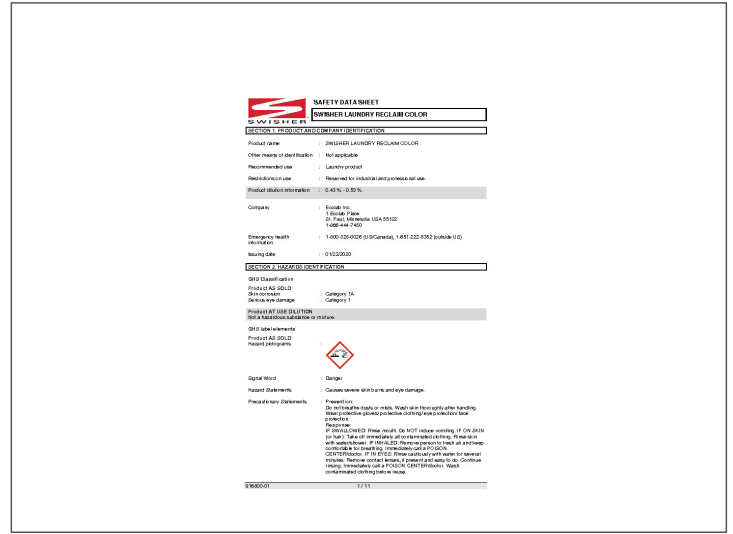 SWISHER
SAFETY DATA SHEET
SWISHER LAUNDRY RECLAIM COLOR
SECTION 1. PRODUCT AND COMPANY IDENTIFICATION
Product name : SWISHER LAUNDRY RECLAIM COLOR
Other means of identification : Not applicable
Recommended use : Laundry product
Restrictions on use : Reserved for industrial and professional use.
Product dilution information : 0.43 % - 0.53 %
Company : Ecolab Inc.
1 Ecolab Place
St. Paul, Minnesota USA 55102
1-866-444-7450
Emergency health : 1-800-328-0026 (US/Canada), 1-651-222-5352 (outside US)
information
Issuing date : 01/02/2020
SECTION 2. HAZARDS IDENTIFICATION
GHS Classification
Product AS SOLD
Skin corrosion : Category 1A
Serious eye damage : Category 1
Product AT USE DILUTION
Not a hazardous substance or mixture.
GHS label elements
Product AS SOLD
Hazard pictograms :
Signal Word : Danger
Hazard Statements : Causes severe skin burns and eye damage.
Precautionary Statements : Prevention:
Do not breathe dusts or mists. Wash skin thoroughly after handling.
Wear protective gloves/ protective clothing/ eye protection/ face
protection.
Response:
IF SWALLOWED: Rinse mouth. Do NOT induce vomiting. IF ON SKIN
(or hair): Take off immediately all contaminated clothing. Rinse skin
with water/shower. IF INHALED: Remove person to fresh air and keep
comfortable for breathing. Immediately call a POISON
CENTER/doctor. IF IN EYES: Rinse cautiously with water for several
minutes. Remove contact lenses, if present and easy to do. Continue
rinsing. Immediately call a POISON CENTER/doctor. Wash
contaminated clothing before reuse.
916800-01 1 / 11